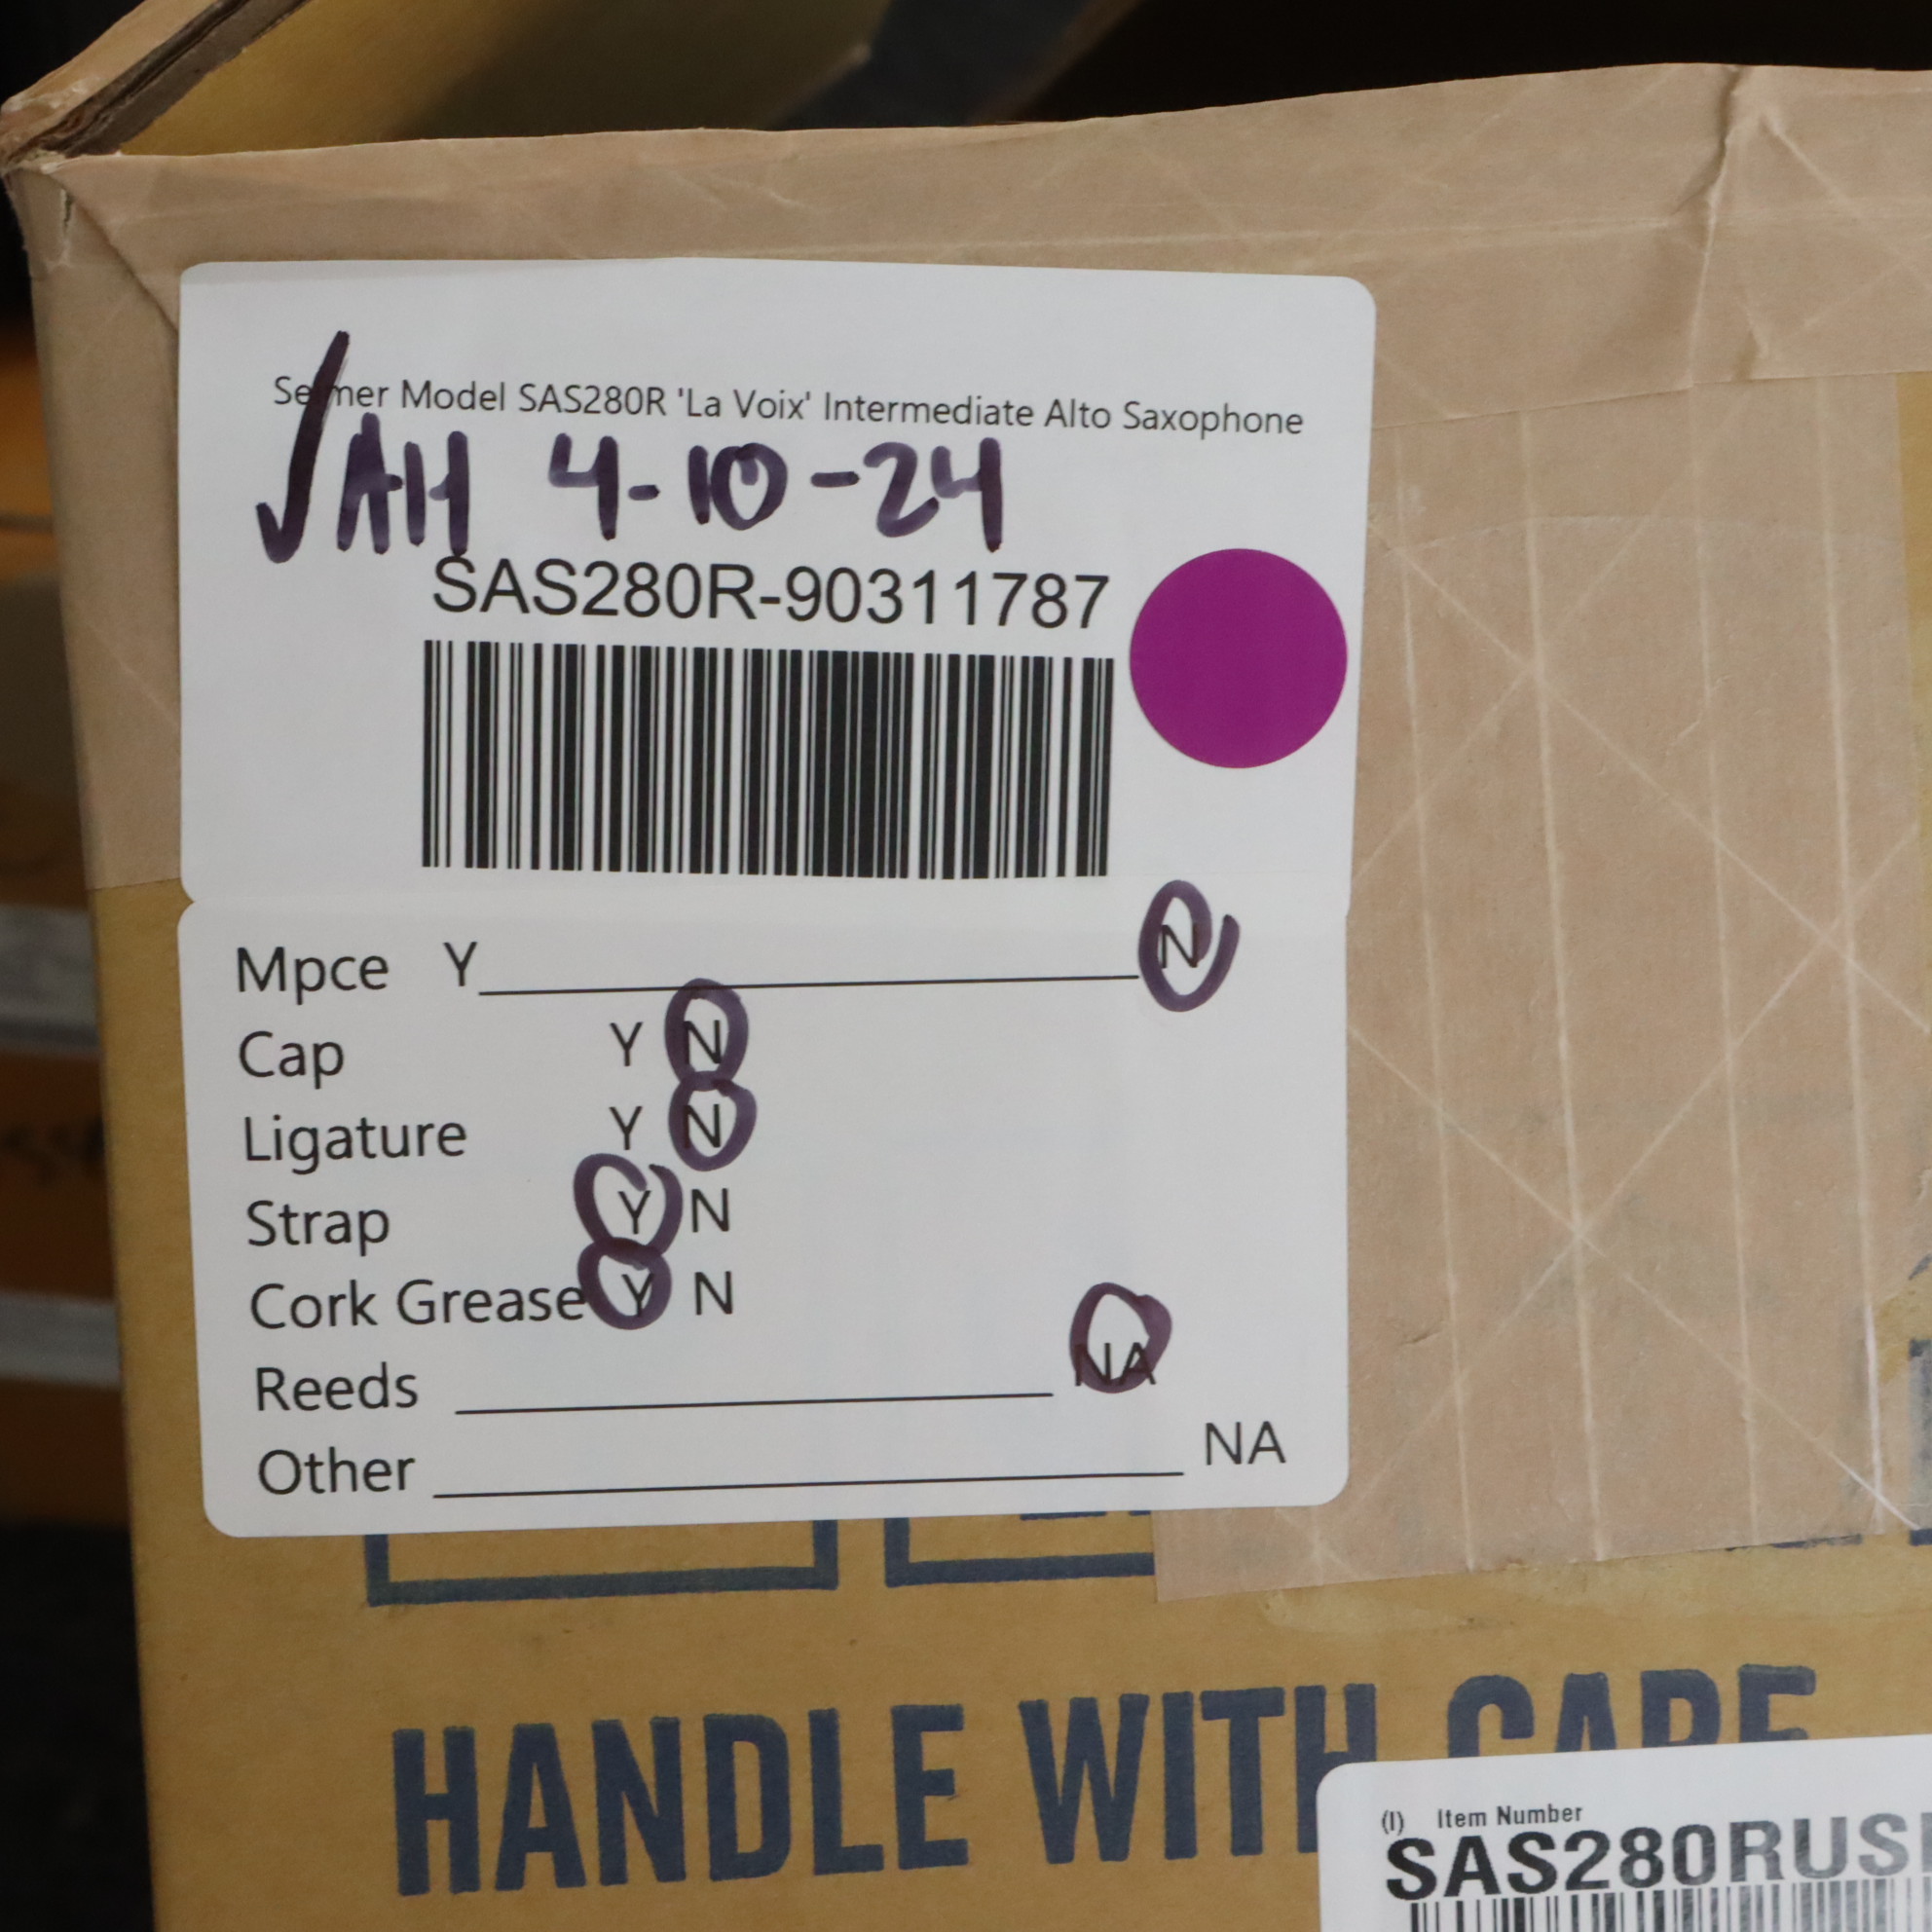 Selmer Model SAS280R 'La Voix' Intermediate Alto Saxophone
✓AH 4-10-24
SAS280R-90311787
Mpce Y N
Cap Y N
Ligature Y N
Strap Y N
Cork Grease Y N
Reeds NA
Other NA
HANDLE WITH CARE
(I) Item Number
SAS280RUS